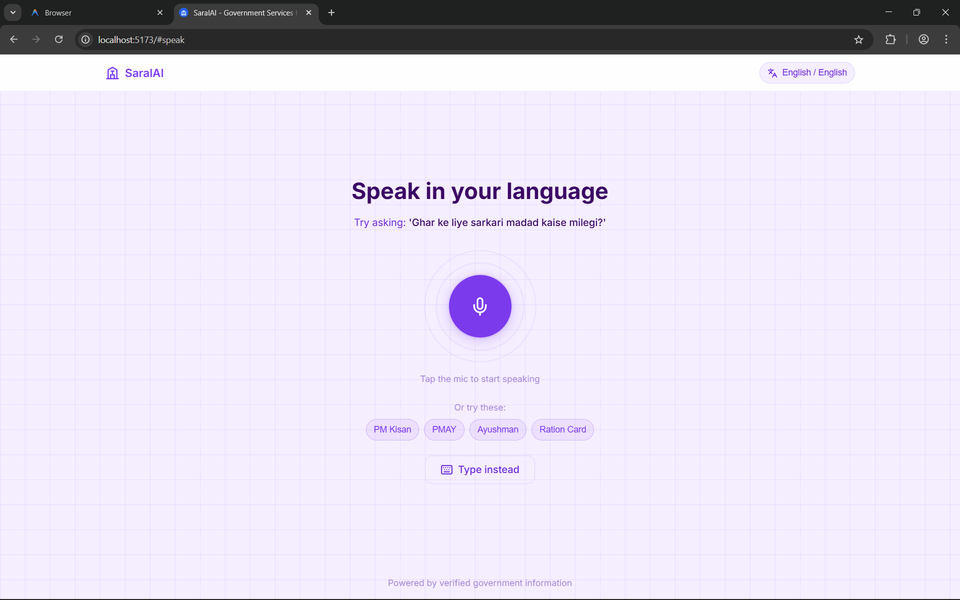 Browser
SaralAI - Government Services
localhost:5173/#speak
SaralAI
English / English
Speak in your language
Try asking: 'Ghar ke liye sarkari madad kaise milegi?'
Tap the mic to start speaking
Or try these:
PM Kisan PMAY Ayushman Ration Card
Type instead
Powered by verified government information